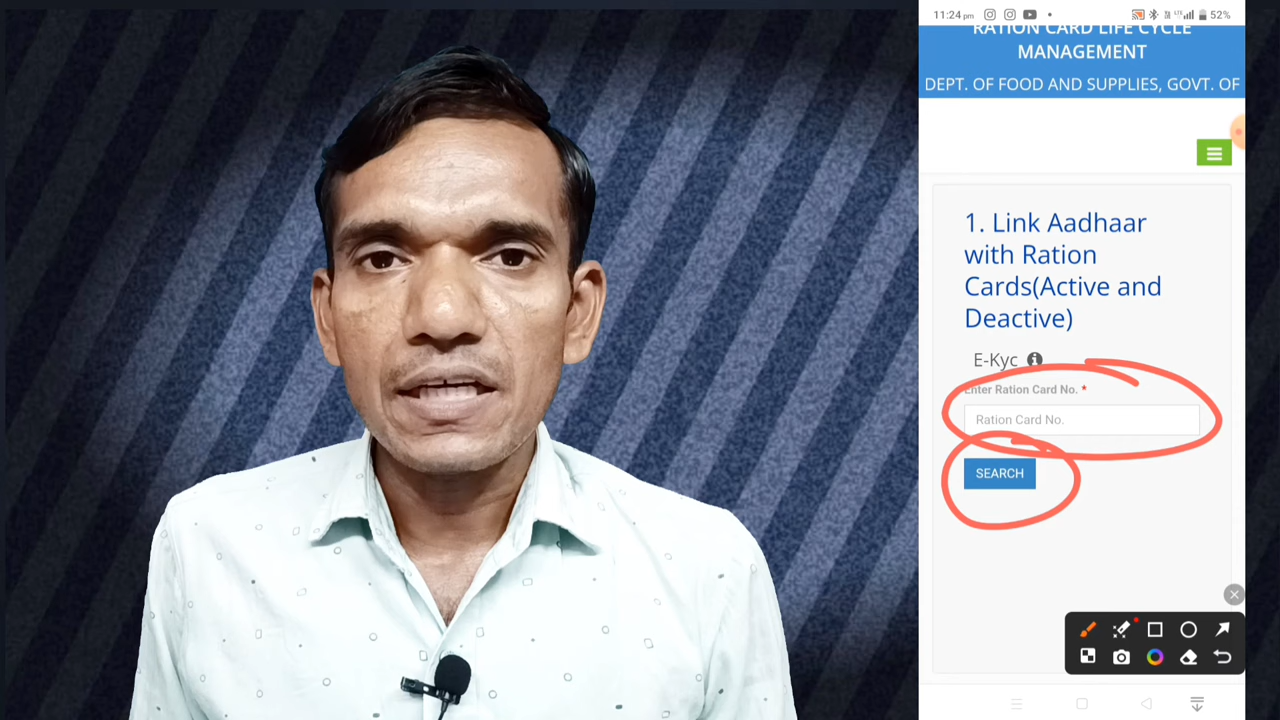 11:24 pm
52%
RATION CARD LIFE CYCLE
MANAGEMENT
DEPT. OF FOOD AND SUPPLIES, GOVT. OF
1. Link Aadhaar
with Ration
Cards(Active and
Deactive)
E-Kyc
Enter Ration Card No. *
Ration Card No.
SEARCH